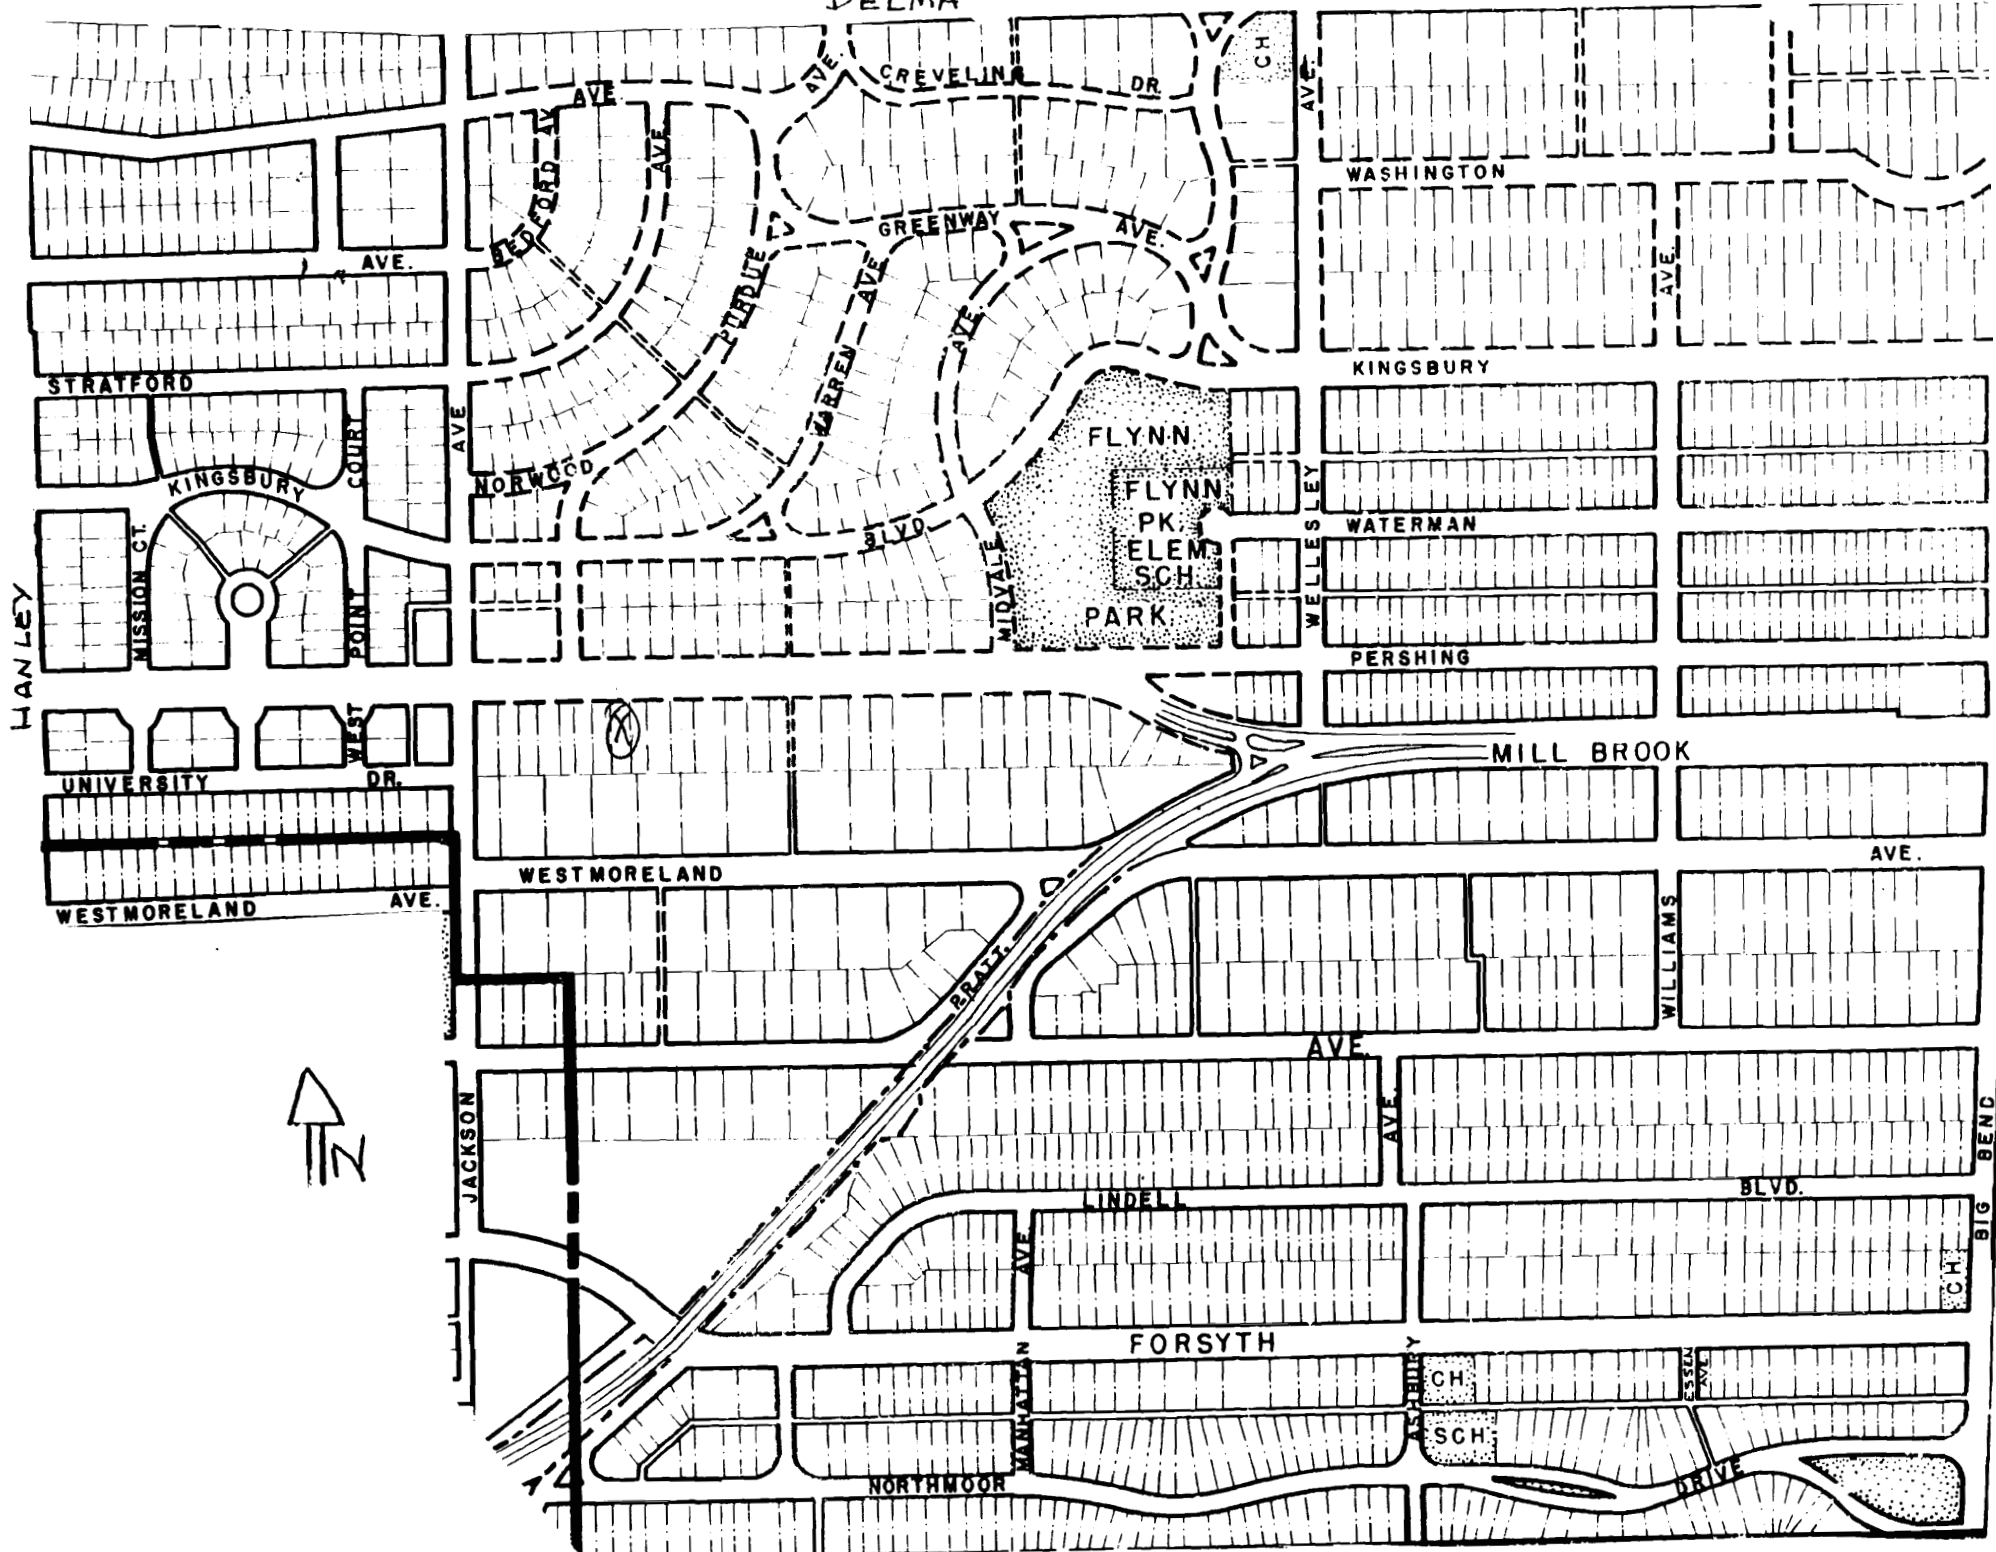 DELMA
CREVELING
DR.
AVE.
CH
AVE.
AVE.
BEDFORD AV
AVE.
WASHINGTON
GREENWAY
AVE.
AVE.
PURDUE
AVE
AVE.
AVE.
STRATFORD
KINGSBURY
WARREN
COURT
AVE
FLYNN
NORWOOD
KINGSBURY
FLYNN
PK.
ELEM.
SCH.
PARK
WELLESLEY
WATERMAN
BLVD
MIDVALE
HANLEY
MISSION CT.
POINT
WEST
PERSHING
X
UNIVERSITY
DR.
MILL BROOK
WESTMORELAND
AVE.
WESTMORELAND
AVE.
PRATT.
WILLIAMS
AVE.
N
JACKSON
AVE.
BIG BEND
LINDELL
BLVD.
AVE
CH.
FORSYTH
MANHATTAN
ASHBURY
CH.
ESSEN
AVE.
SCH.
NORTHMOOR
DRIVE